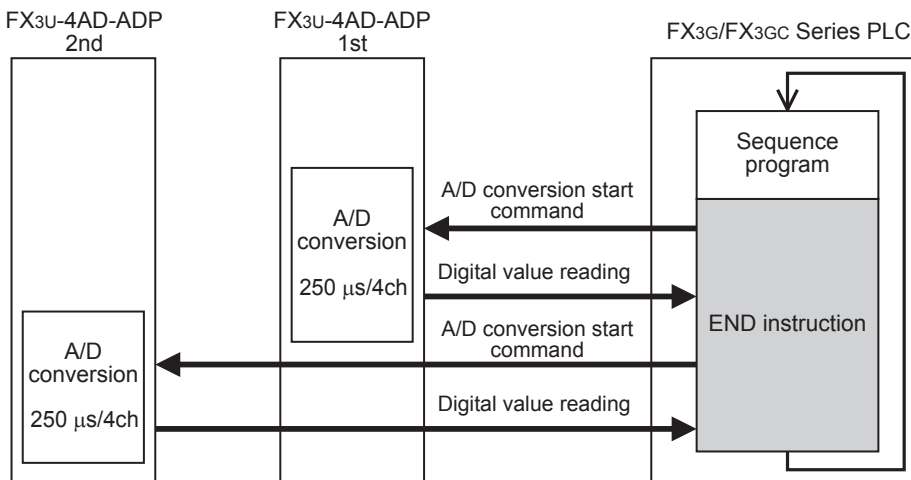 FX3U-4AD-ADP
2nd
FX3U-4AD-ADP
1st
FX3G/FX3GC Series PLC
Sequence
program
A/D conversion start
command
A/D
conversion
250 μs/4ch
Digital value reading
END instruction
A/D conversion start
command
A/D
conversion
250 μs/4ch
Digital value reading